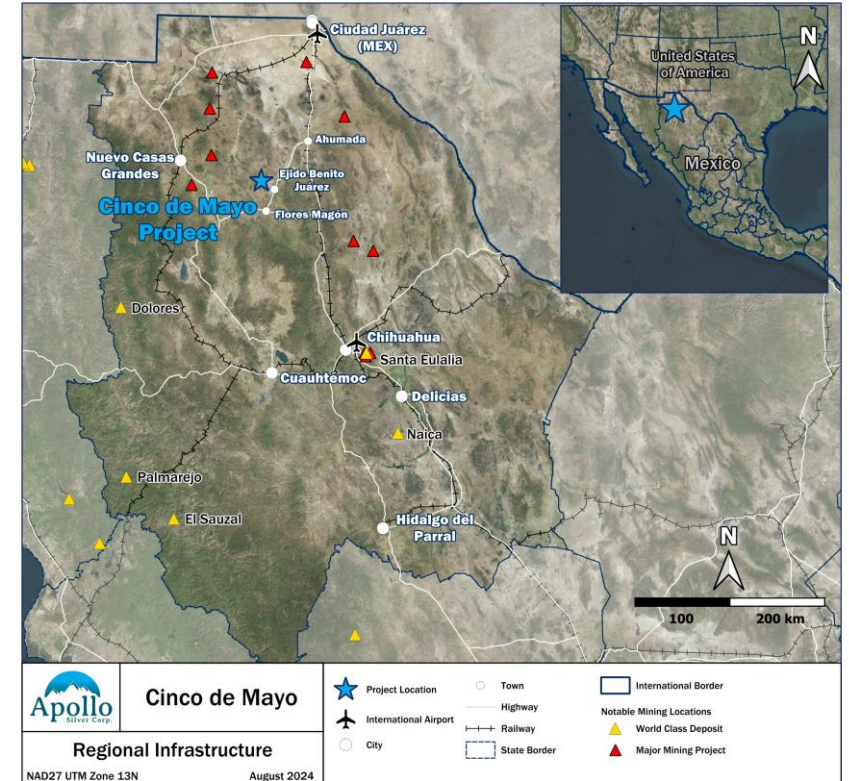 Ciudad Juárez
(MEX)
N
United States
of America
Mexico
Ahumada
Nuevo Casas
Grandes
Ejido Benito
Juárez
Cinco de Mayo
Project
Flores Magón
Dolores
Chihuahua
Santa Eulalia
Cuauhtémoc
Delicias
Naica
Palmarejo
El Sauzal
Hidalgo del
Parral
N
100
200 km
Apollo
Silver Corp.
Cinco de Mayo
Regional Infrastructure
NAD27 UTM Zone 13N
August 2024
Project Location
International Airport
City
Town
Highway
Railway
State Border
International Border
Notable Mining Locations
World Class Deposit
Major Mining Project